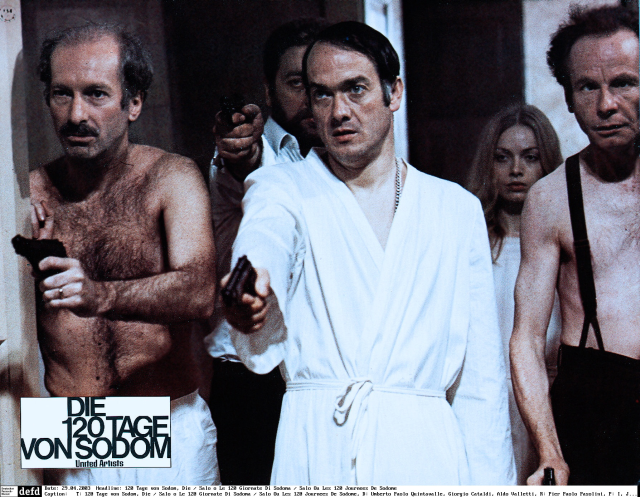 DIE
120 TAGE
VON SODOM
United Artists
defd
Date: 29.04.2003 Headline: 120 Tage von Sodom, Die / Salo o Le 120 Giornate Di Sodoma / Salo Ou Les 120 Journees De Sodome
Caption: T: 120 Tage von Sodom, Die / Salo o Le 120 Giornate Di Sodoma / Salo Ou Les 120 Journees De Sodome, D: Umberto Paolo Quintavalle, Giorgio Cataldi, Aldo Valletti, R: Pier Paolo Pasolini, P: I,